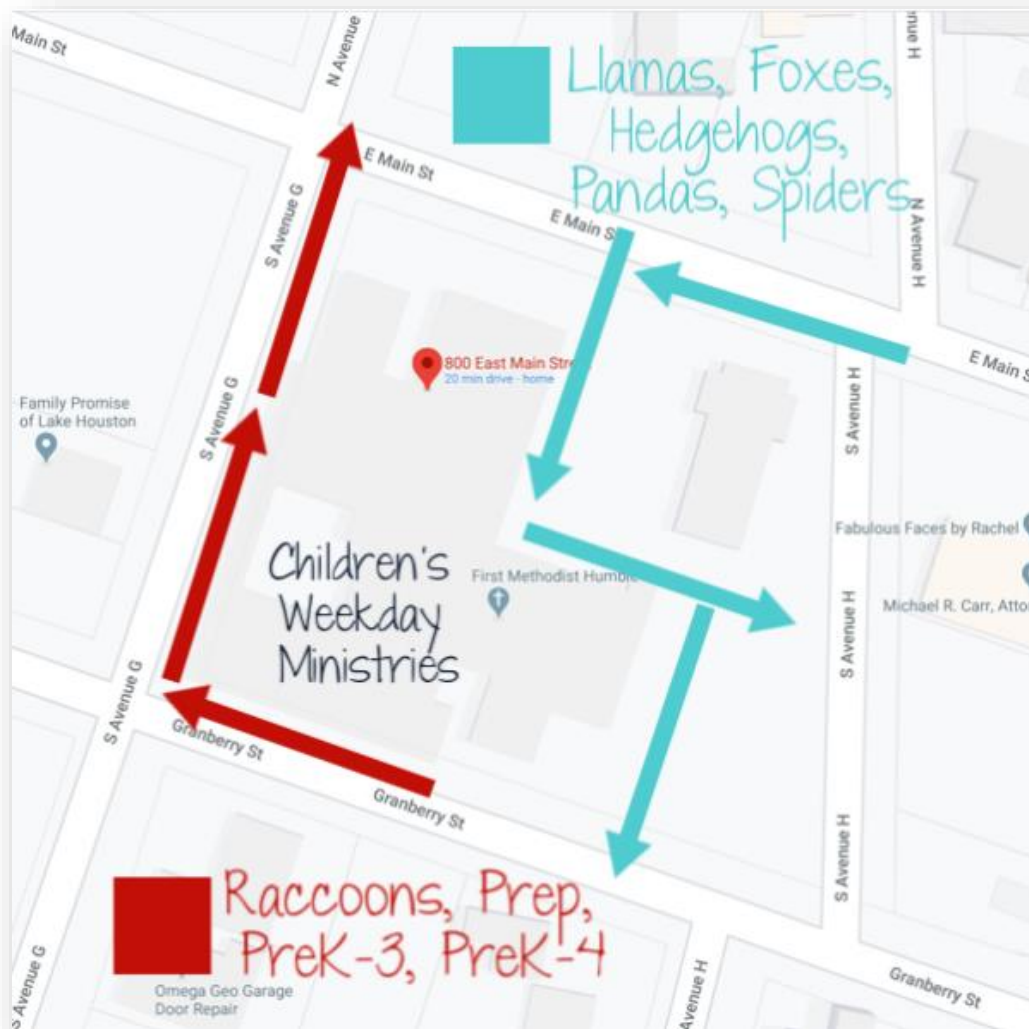 Main St
N Avenue
nue H
Llamas, Foxes,
Hedgehogs,
Pandas, Spiders
E Main St
S Avenue G
E Main S
N Avenue H
800 East Main Stre
20 min drive - home
E Main S
Family Promise
of Lake Houston
S Avenue G
S Avenue H
Fabulous Faces by Rachel
Children's
Weekday
Ministries
First Methodist Humble
Michael R. Carr, Attor
S Avenue H
S Avenue G
Granberry St
Granberry St
S Avenue H
Raccoons, Prep,
PreK-3, PreK-4
Omega Geo Garage
Door Repair
S Avenue G
Avenue H
Granberry St